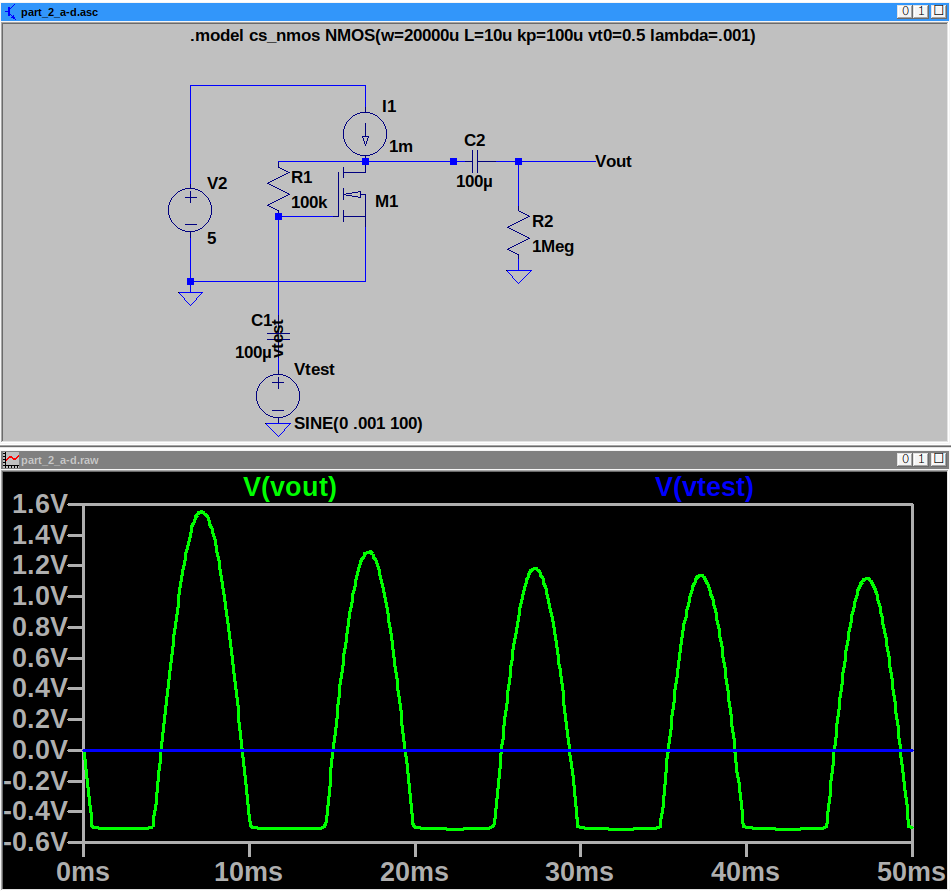 part_2_a-d.asc
.model cs_nmos NMOS(w=20000u L=10u kp=100u vt0=0.5 lambda=.001)
I1
1m
C2
100µ
Vout
V2
5
R1
100k
M1
R2
1Meg
C1
100µ
vtest
Vtest
SINE(0 .001 100)
part_2_a-d.raw
V(vout)
V(vtest)
1.6V
1.4V
1.2V
1.0V
0.8V
0.6V
0.4V
0.2V
0.0V
-0.2V
-0.4V
-0.6V
0ms
10ms
20ms
30ms
40ms
50ms